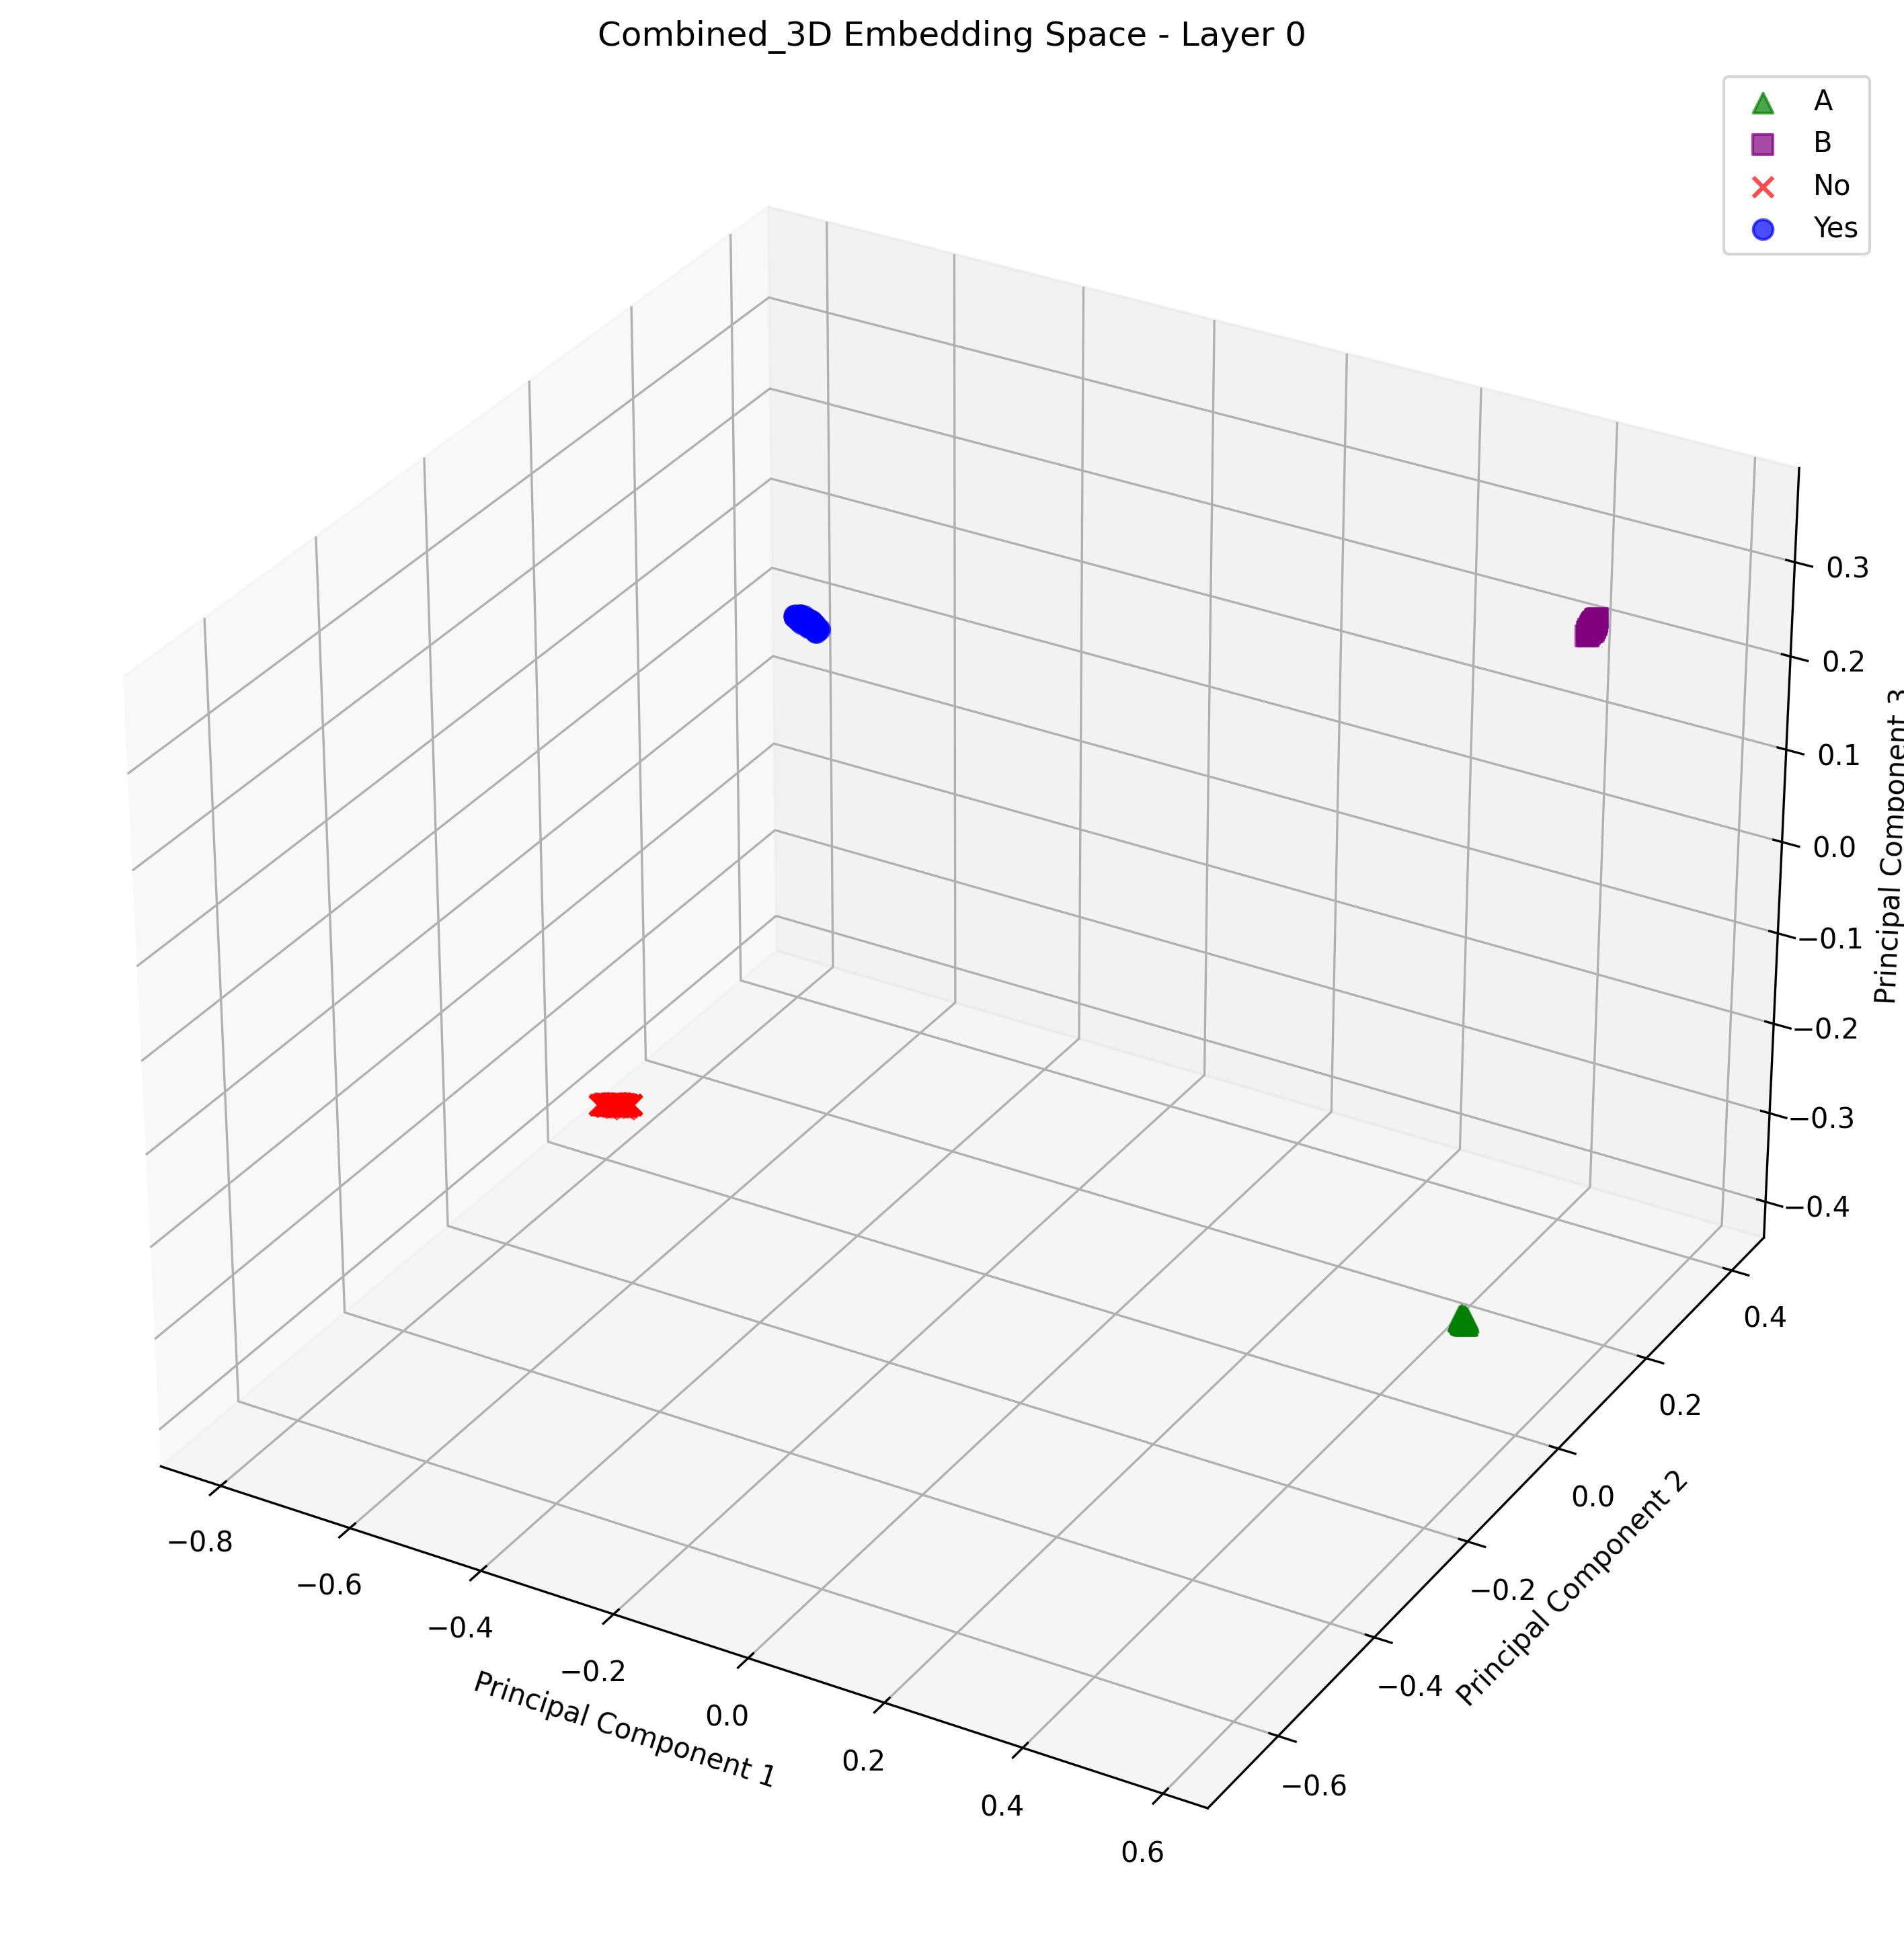 Combined_3D Embedding Space - Layer 0
A
B
No
Yes
0.3
0.2
0.1
0.0
−0.1
−0.2
−0.3
−0.4
Principal Component 3
0.4
0.2
0.0
−0.2
−0.4
−0.6
Principal Component 2
−0.8
−0.6
−0.4
−0.2
0.0
0.2
0.4
0.6
Principal Component 1